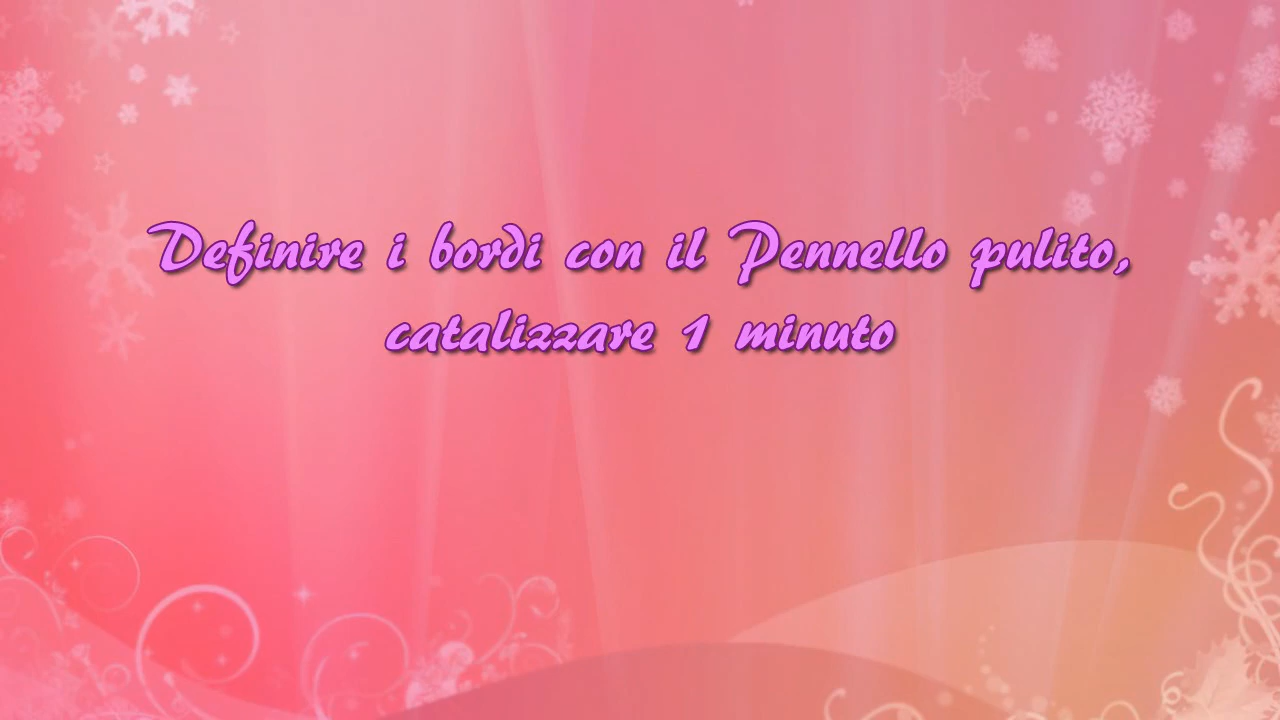 Definire i bordi con il Pennello pulito,
catalizzare 1 minuto